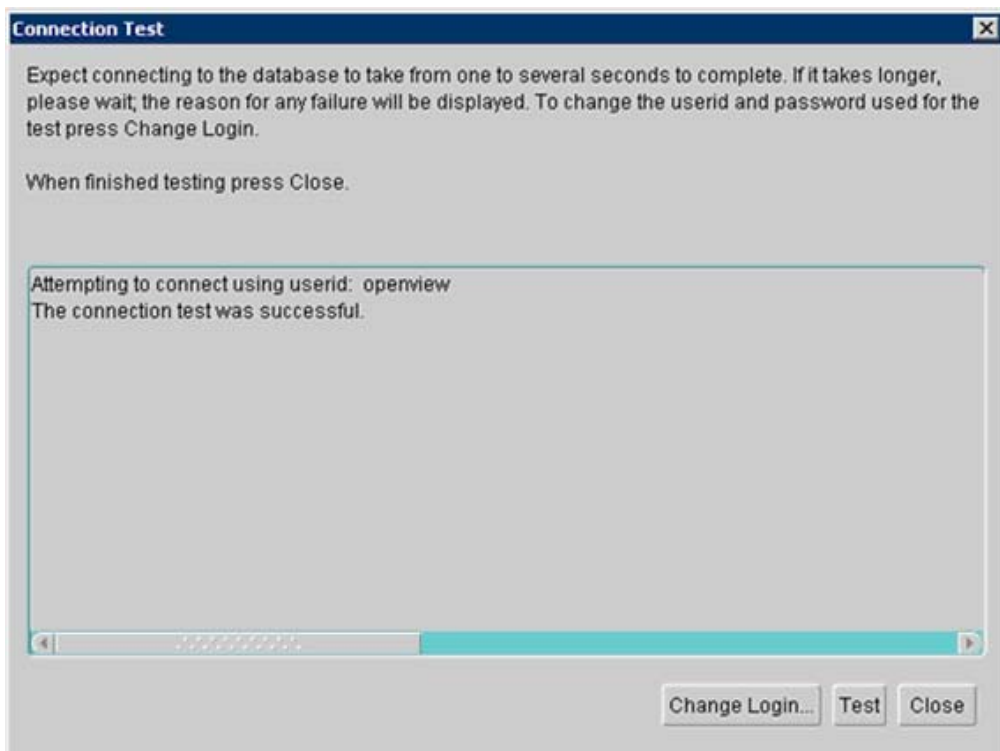 Connection Test
Expect connecting to the database to take from one to several seconds to complete. If it takes longer,
please wait; the reason for any failure will be displayed. To change the userid and password used for the
test press Change Login.
When finished testing press Close.
Attempting to connect using userid:  openview
The connection test was successful.
Change Login... Test Close